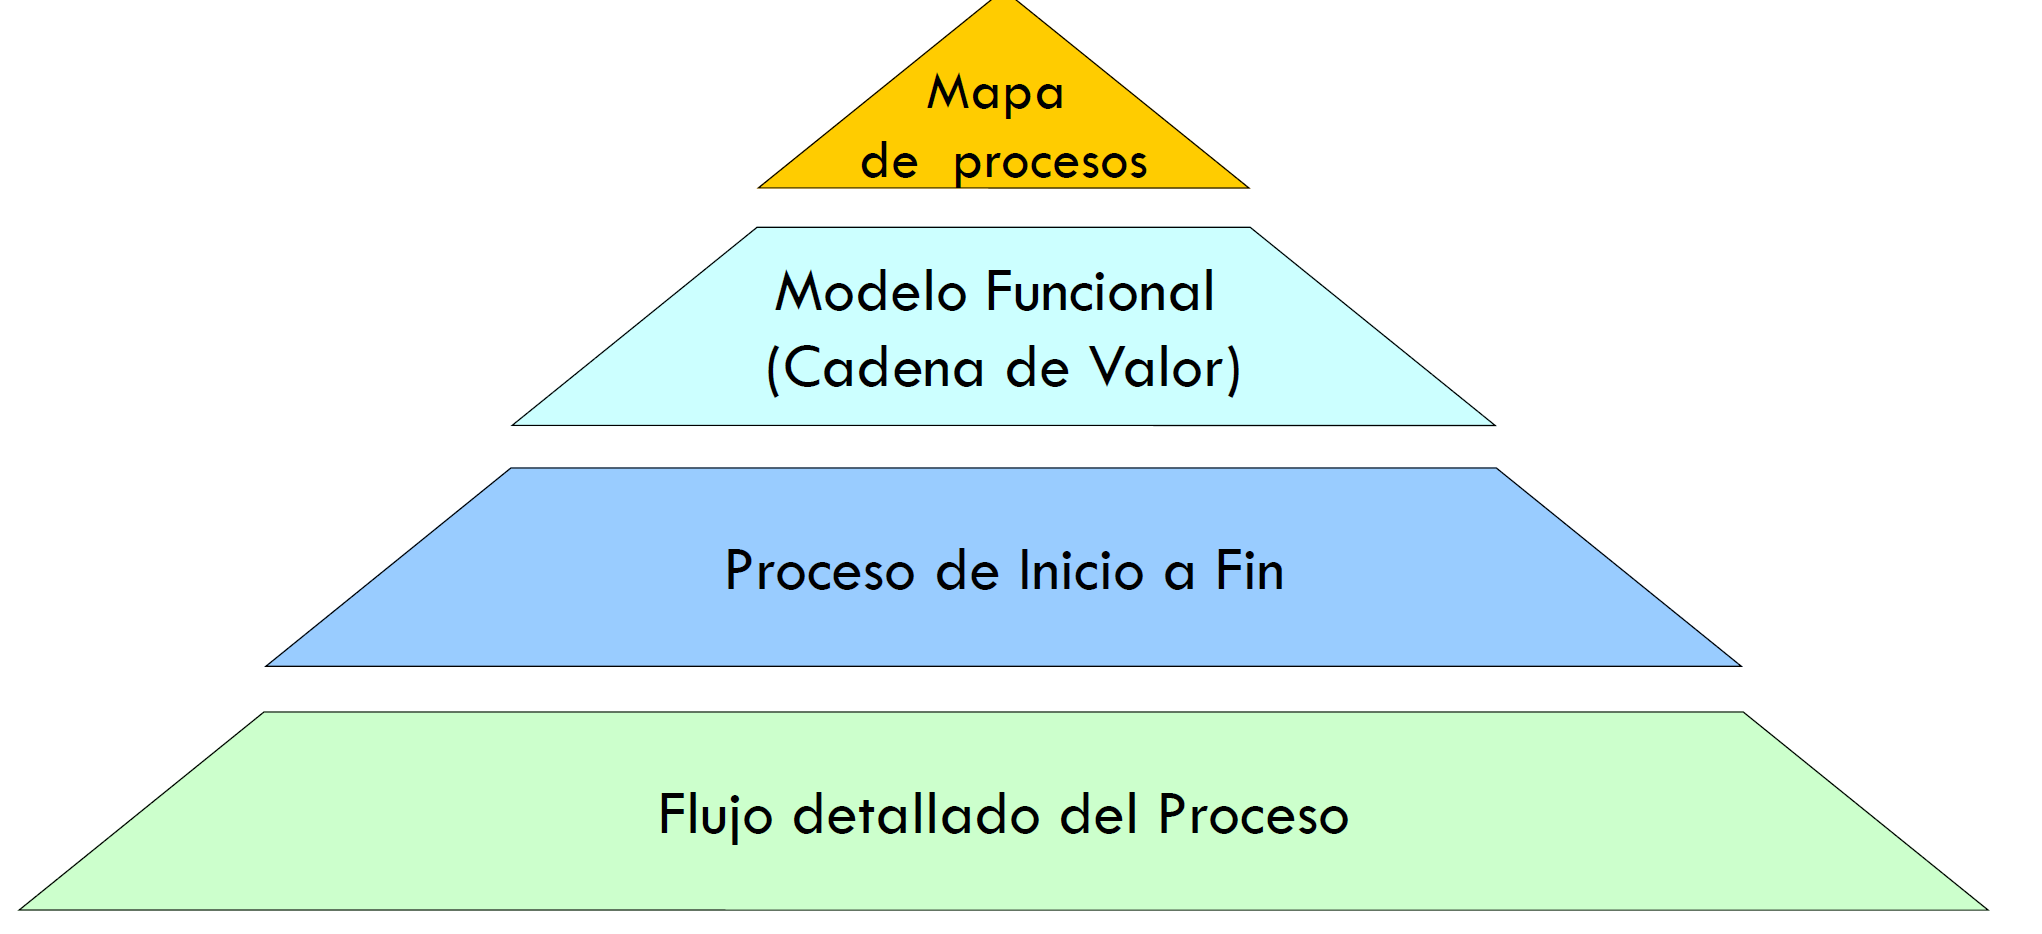 Mapa
de procesos
Modelo Funcional
(Cadena de Valor)
Proceso de Inicio a Fin
Flujo detallado del Proceso